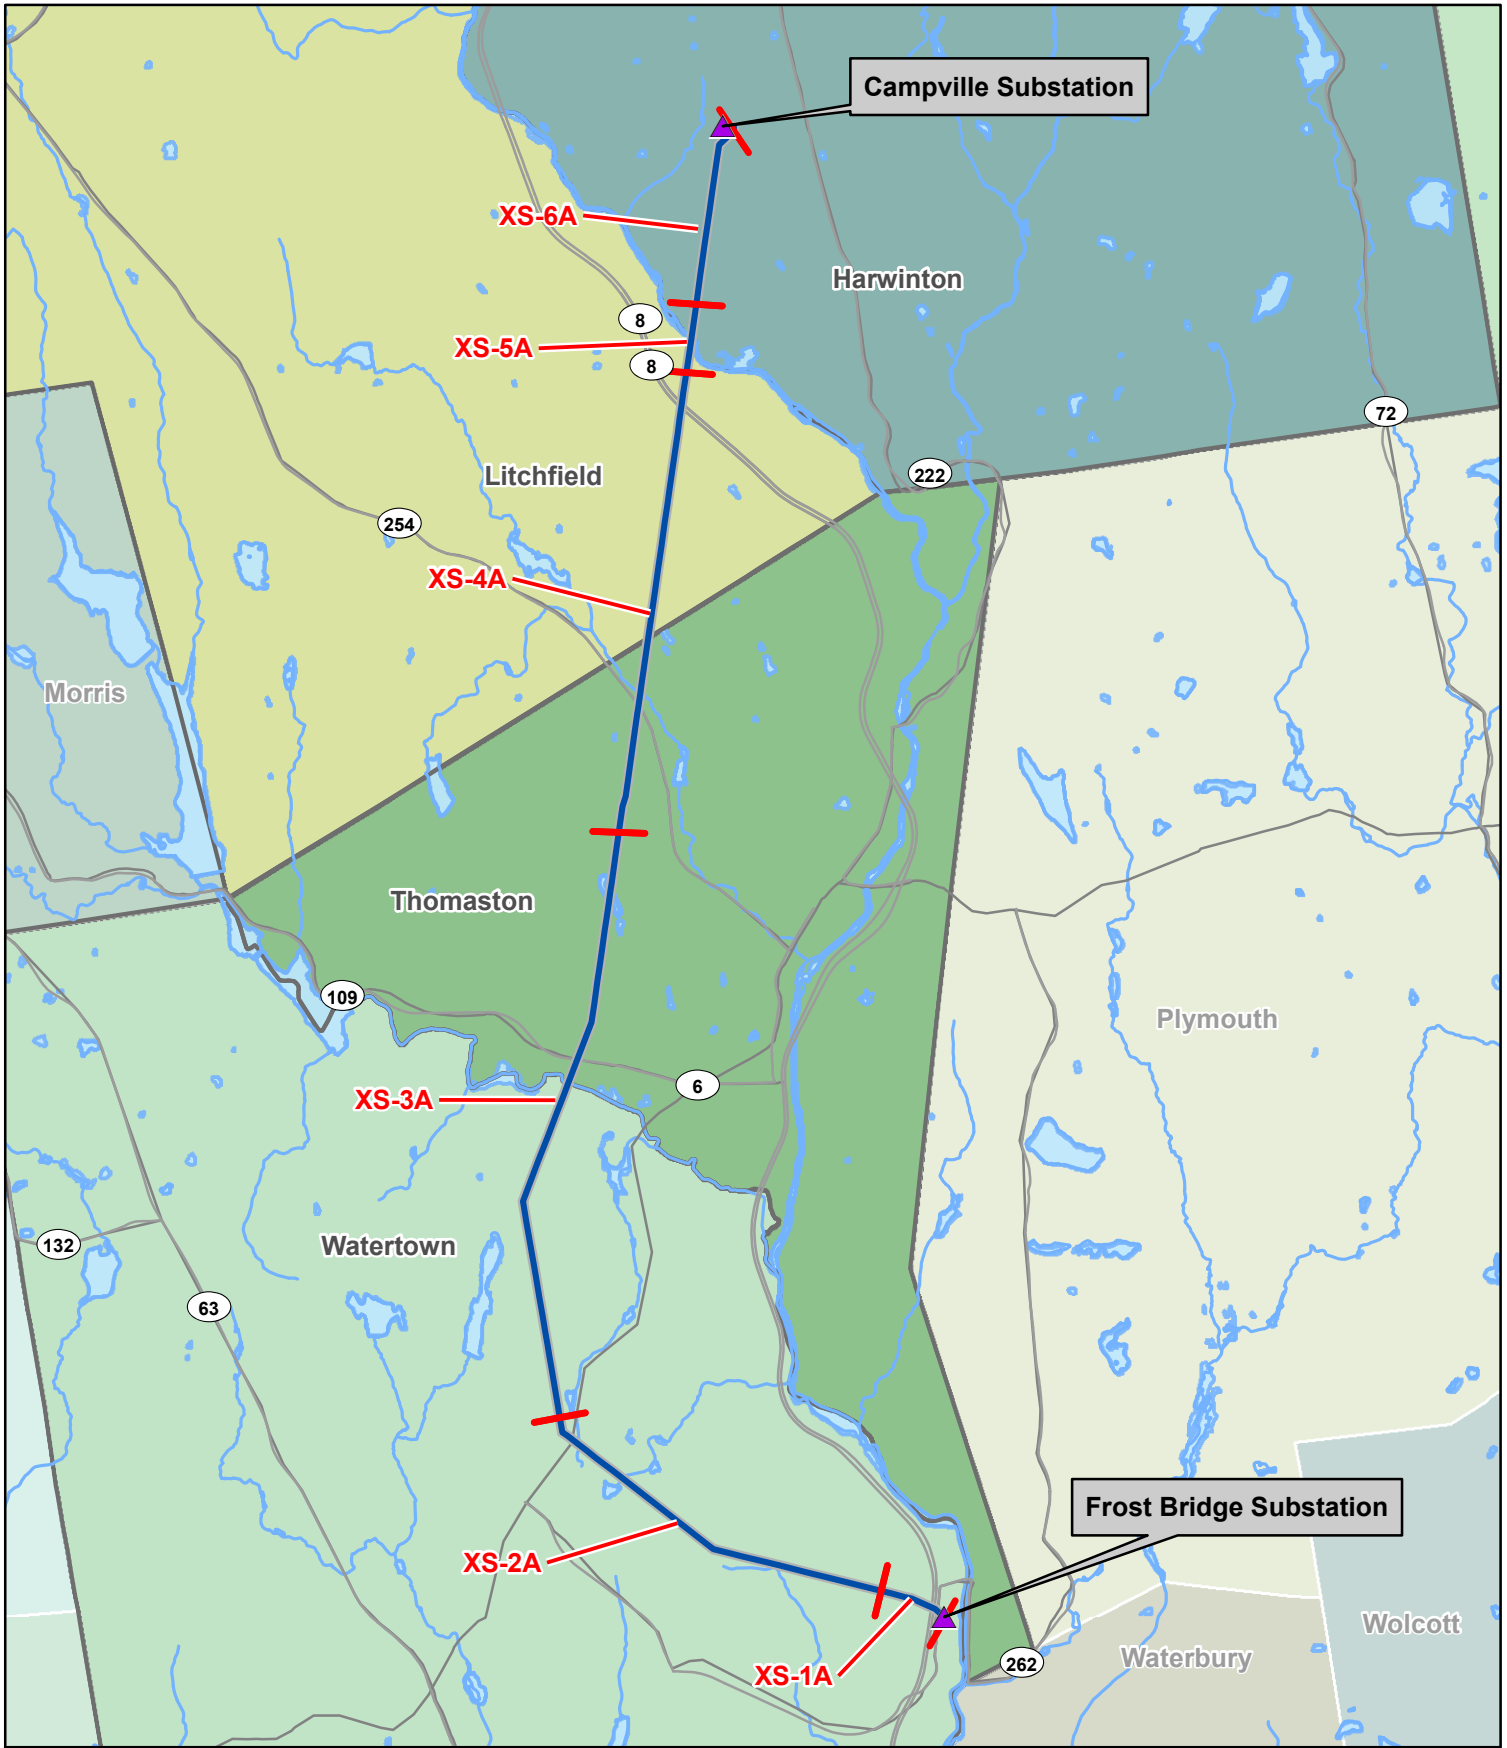 Campville Substation
XS-6A
Harwinton
8
XS-5A
8
72
Litchfield
222
254
XS-4A
Morris
Thomaston
109
Plymouth
6
XS-3A
132
Watertown
63
Frost Bridge Substation
XS-2A
Wolcott
Waterbury
262
XS-1A